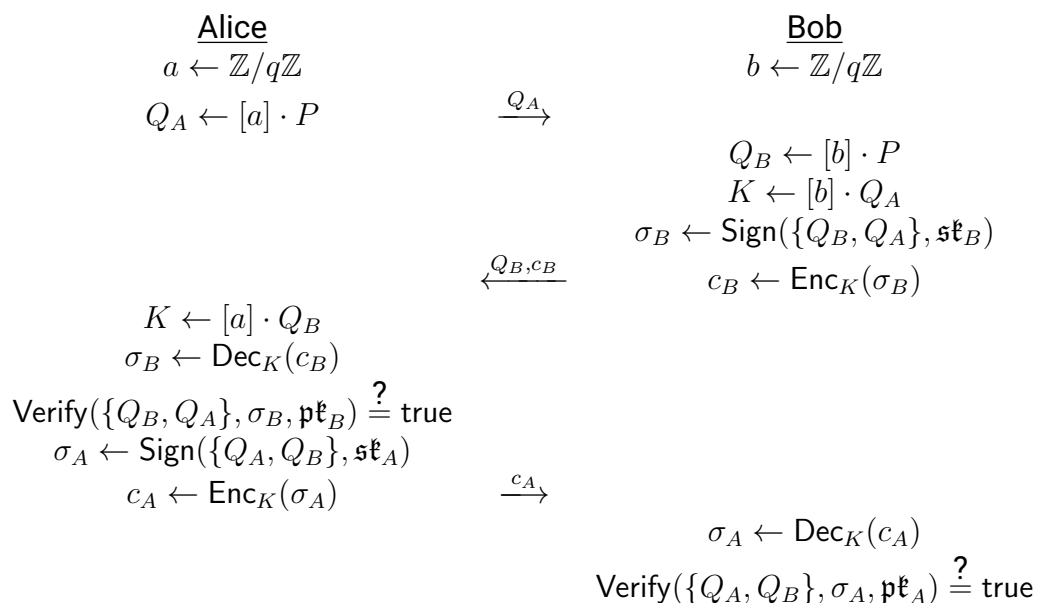 Alice Bob
a ← ℤ/qℤ b ← ℤ/qℤ
Q_A ← [a] · P Q_A ⟶
Q_B ← [b] · P
K ← [b] · Q_A
σ_B ← Sign({Q_B, Q_A}, 𝔰𝔨_B)
Q_B,c_B ⟵ c_B ← Enc_K(σ_B)
K ← [a] · Q_B
σ_B ← Dec_K(c_B)
Verify({Q_B, Q_A}, σ_B, 𝔭𝔨_B) ≟ true
σ_A ← Sign({Q_A, Q_B}, 𝔰𝔨_A)
c_A ← Enc_K(σ_A) c_A ⟶
σ_A ← Dec_K(c_A)
Verify({Q_A, Q_B}, σ_A, 𝔭𝔨_A) ≟ true